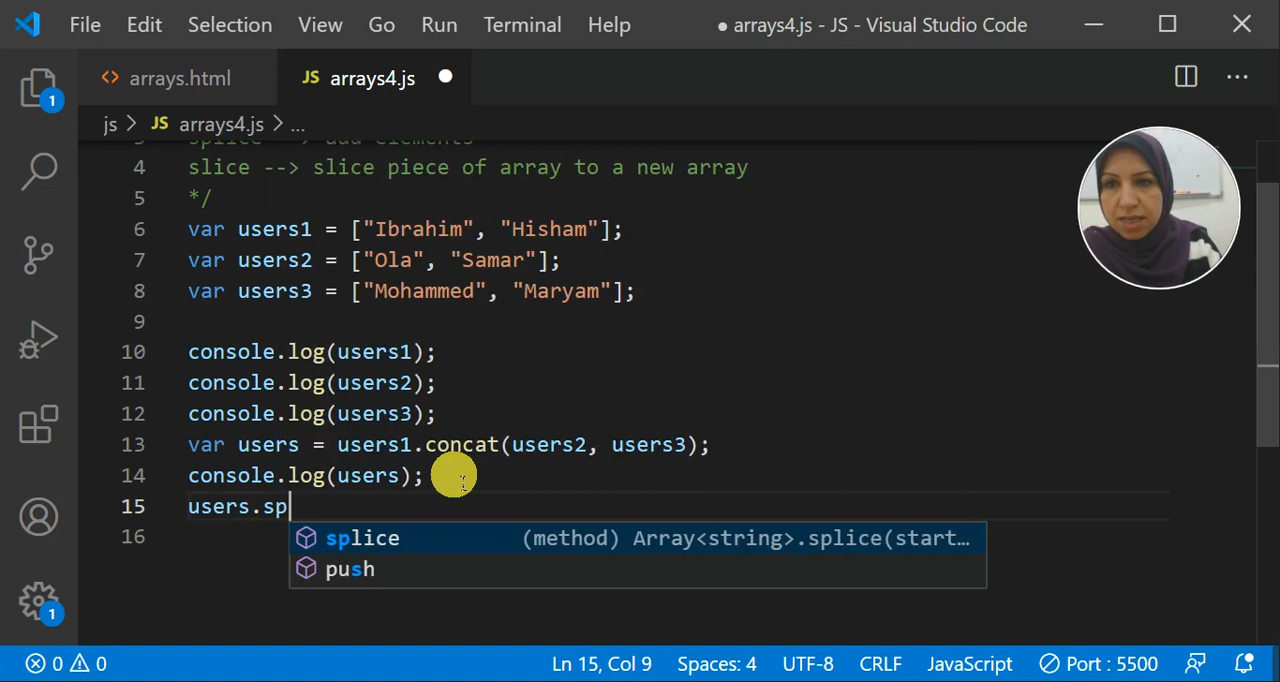 File Edit Selection View Go Run Terminal Help ● arrays4.js - JS - Visual Studio Code
<> arrays.html JS arrays4.js ●
js > JS arrays4.js > ...
4 slice --> slice piece of array to a new array
5 */
6 var users1 = ["Ibrahim", "Hisham"];
7 var users2 = ["Ola", "Samar"];
8 var users3 = ["Mohammed", "Maryam"];
9
10 console.log(users1);
11 console.log(users2);
12 console.log(users3);
13 var users = users1.concat(users2, users3);
14 console.log(users);
15 users.sp
splice (method) Array<string>.splice(start…
16
push
1
1
0 0 Ln 15, Col 9 Spaces: 4 UTF-8 CRLF JavaScript Port : 5500